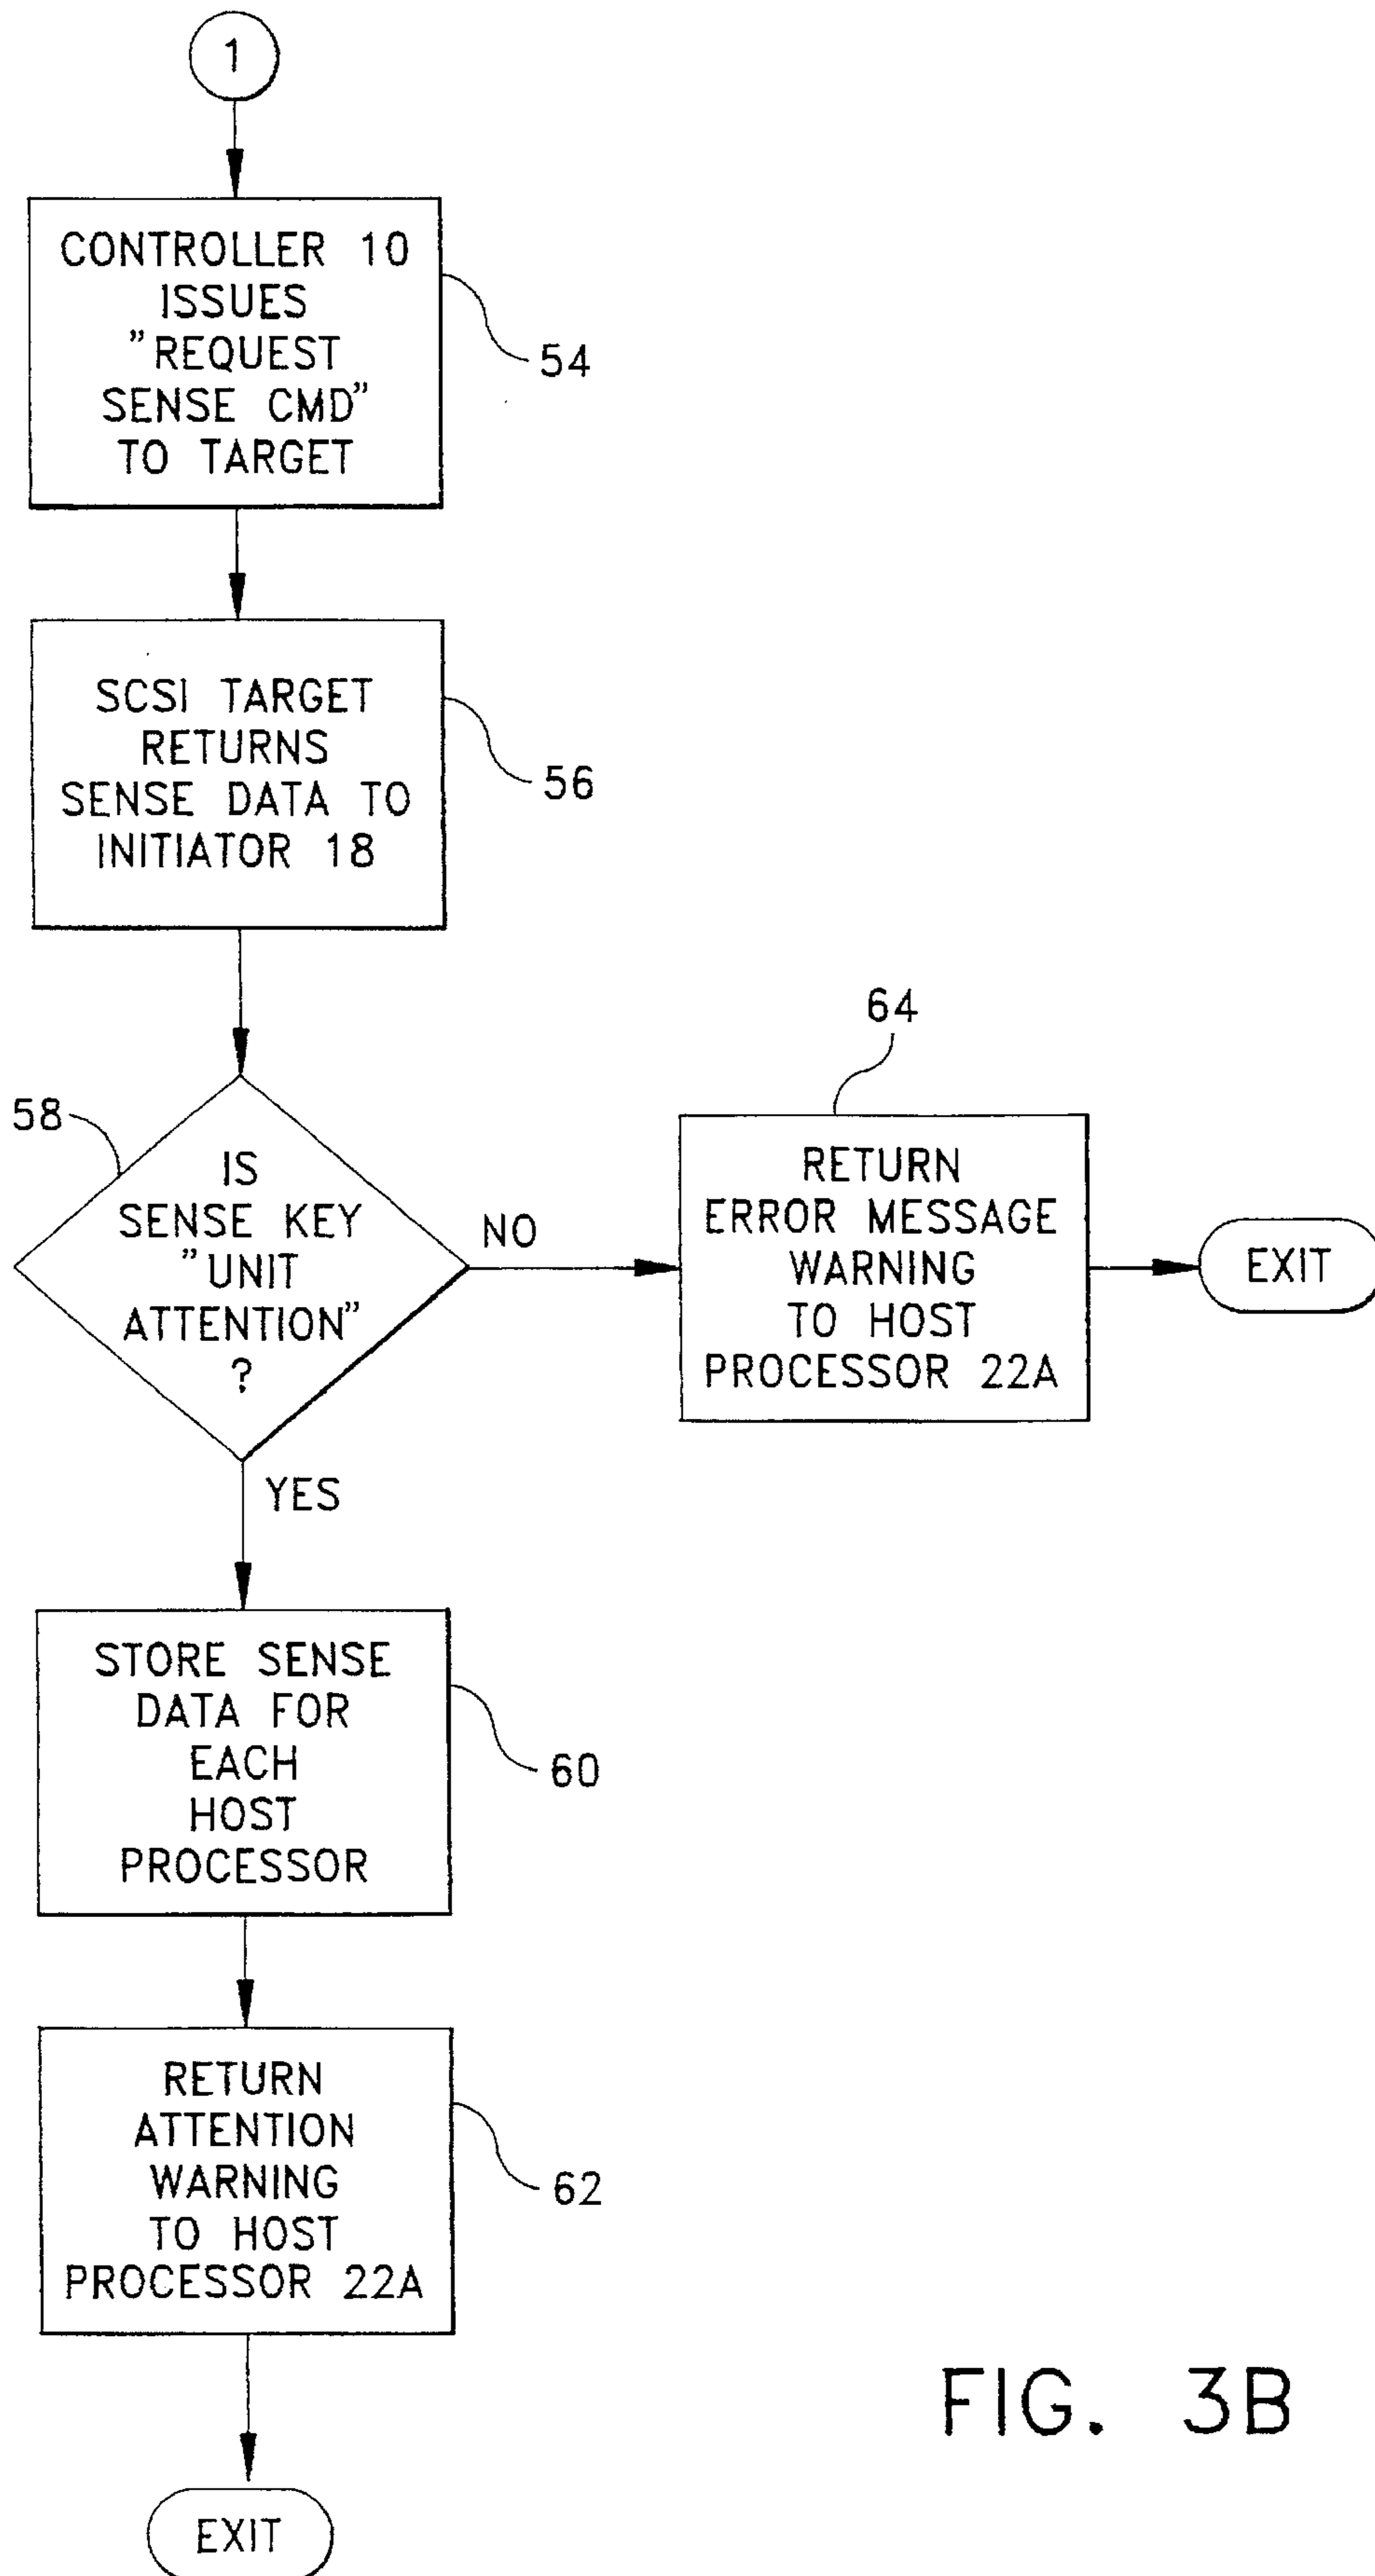 1
CONTROLLER 10
ISSUES
"REQUEST
SENSE CMD"
TO TARGET
54
SCSI TARGET
RETURNS
SENSE DATA TO
INITIATOR 18
56
58
IS
SENSE KEY
"UNIT
ATTENTION"
?
NO
64
RETURN
ERROR MESSAGE
WARNING
TO HOST
PROCESSOR 22A
EXIT
YES
STORE SENSE
DATA FOR
EACH
HOST
PROCESSOR
60
RETURN
ATTENTION
WARNING
TO HOST
PROCESSOR 22A
62
EXIT
FIG. 3B